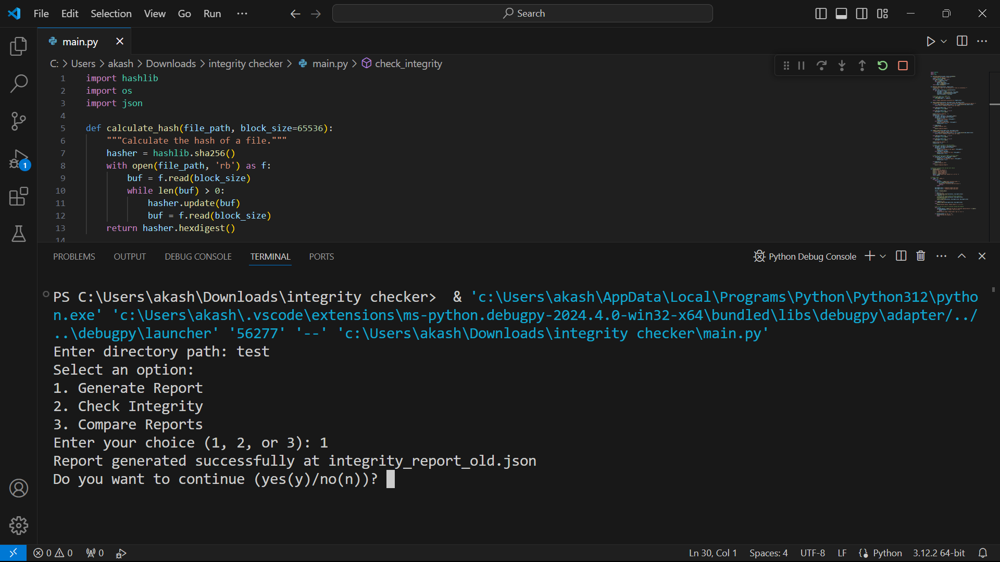 File Edit Selection View Go Run ··· Search
main.py
C: > Users > akash > Downloads > integrity checker > main.py > check_integrity
1 import hashlib
2 import os
3 import json
4
5 def calculate_hash(file_path, block_size=65536):
6 """Calculate the hash of a file."""
7 hasher = hashlib.sha256()
8 with open(file_path, 'rb') as f:
9 buf = f.read(block_size)
10 while len(buf) > 0:
11 hasher.update(buf)
12 buf = f.read(block_size)
13 return hasher.hexdigest()
14
1
PROBLEMS OUTPUT DEBUG CONSOLE TERMINAL PORTS Python Debug Console
PS C:\Users\akash\Downloads\integrity checker> & 'c:\Users\akash\AppData\Local\Programs\Python\Python312\pytho
n.exe' 'c:\Users\akash\.vscode\extensions\ms-python.debugpy-2024.4.0-win32-x64\bundled\libs\debugpy\adapter/../
..\debugpy\launcher' '56277' '--' 'c:\Users\akash\Downloads\integrity checker\main.py'
Enter directory path: test
Select an option:
1. Generate Report
2. Check Integrity
3. Compare Reports
Enter your choice (1, 2, or 3): 1
Report generated successfully at integrity_report_old.json
Do you want to continue (yes(y)/no(n))?
0 0 0 Ln 30, Col 1 Spaces: 4 UTF-8 LF Python 3.12.2 64-bit